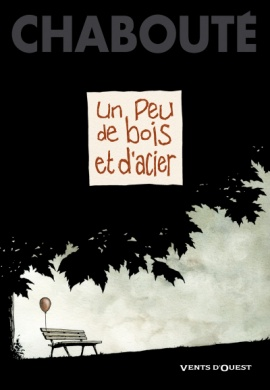 CHABOUTÉ
un peu
de bois
et d'acier
VENTS D'OUEST